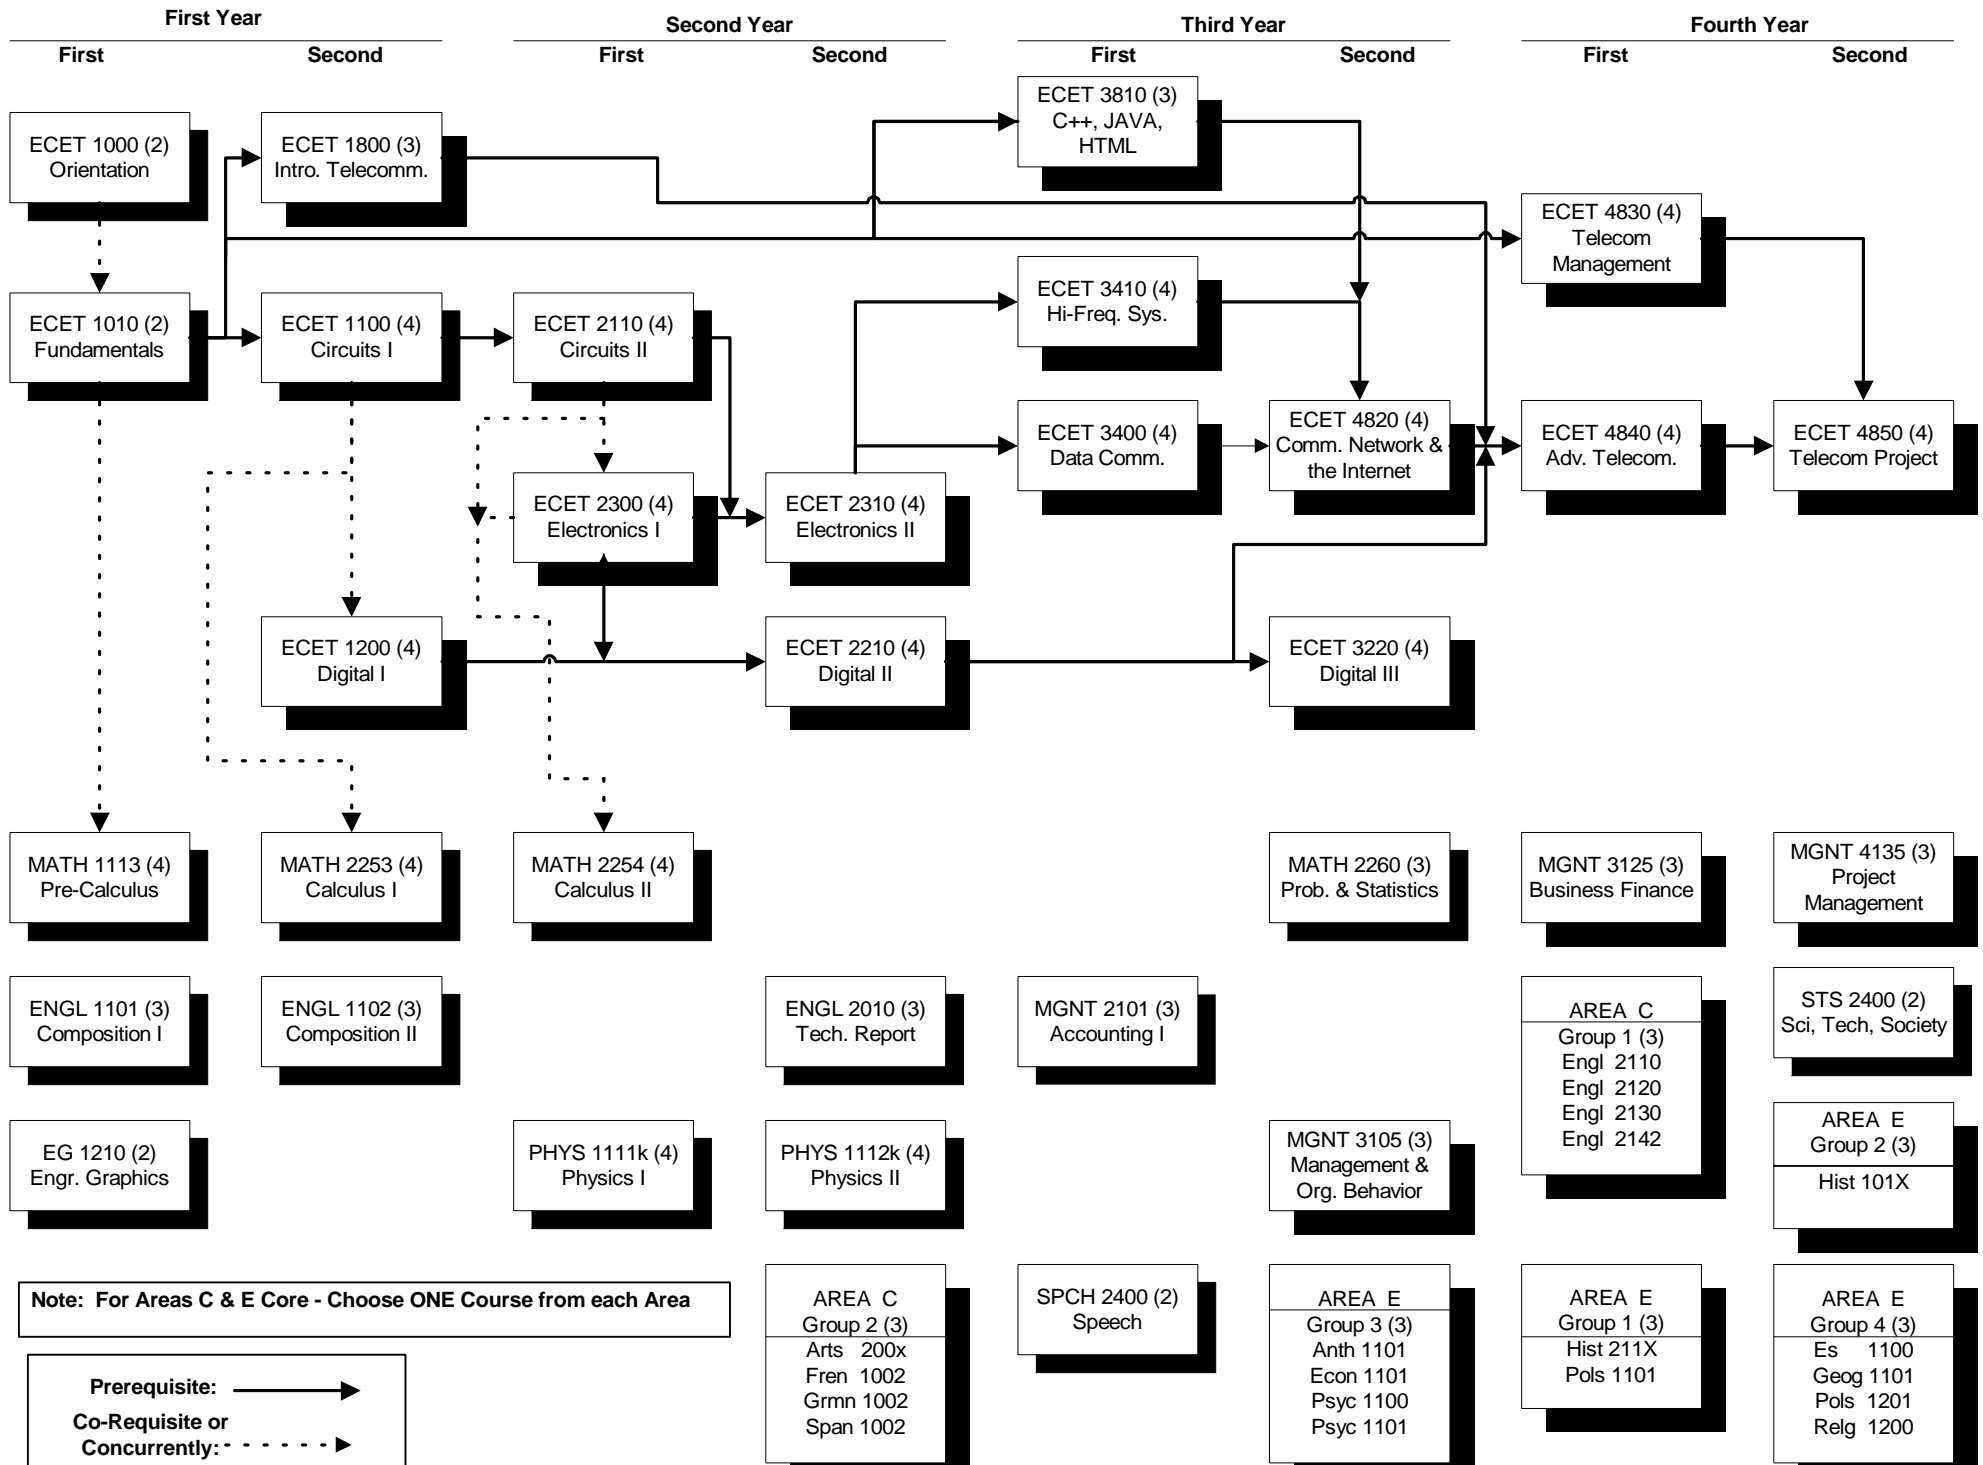 First Year
Second Year
Third Year
Fourth Year
First
Second
First
Second
First
Second
First
Second
ECET 1000 (2)
Orientation
ECET 1800 (3)
Intro. Telecomm.
ECET 3810 (3)
C++, JAVA,
HTML
ECET 4830 (4)
Telecom
Management
ECET 1010 (2)
Fundamentals
ECET 1100 (4)
Circuits I
ECET 2110 (4)
Circuits II
ECET 3410 (4)
Hi-Freq. Sys.
ECET 3400 (4)
Data Comm.
ECET 4820 (4)
Comm. Network &
the Internet
ECET 4840 (4)
Adv. Telecom.
ECET 4850 (4)
Telecom Project
ECET 2300 (4)
Electronics I
ECET 2310 (4)
Electronics II
ECET 1200 (4)
Digital I
ECET 2210 (4)
Digital II
ECET 3220 (4)
Digital III
MATH 1113 (4)
Pre-Calculus
MATH 2253 (4)
Calculus I
MATH 2254 (4)
Calculus II
MATH 2260 (3)
Prob. & Statistics
MGNT 3125 (3)
Business Finance
MGNT 4135 (3)
Project
Management
ENGL 1101 (3)
Composition I
ENGL 1102 (3)
Composition II
ENGL 2010 (3)
Tech. Report
MGNT 2101 (3)
Accounting I
AREA C
Group 1 (3)
Engl 2110
Engl 2120
Engl 2130
Engl 2142
STS 2400 (2)
Sci, Tech, Society
EG 1210 (2)
Engr. Graphics
PHYS 1111k (4)
Physics I
PHYS 1112k (4)
Physics II
MGNT 3105 (3)
Management &
Org. Behavior
AREA E
Group 2 (3)
Hist 101X
Note: For Areas C & E Core - Choose ONE Course from each Area
AREA C
Group 2 (3)
Arts 200x
Fren 1002
Grmn 1002
Span 1002
SPCH 2400 (2)
Speech
AREA E
Group 3 (3)
Anth 1101
Econ 1101
Psyc 1100
Psyc 1101
AREA E
Group 1 (3)
Hist 211X
Pols 1101
AREA E
Group 4 (3)
Es 1100
Geog 1101
Pols 1201
Relg 1200
Prerequisite:
Co-Requisite or
Concurrently: